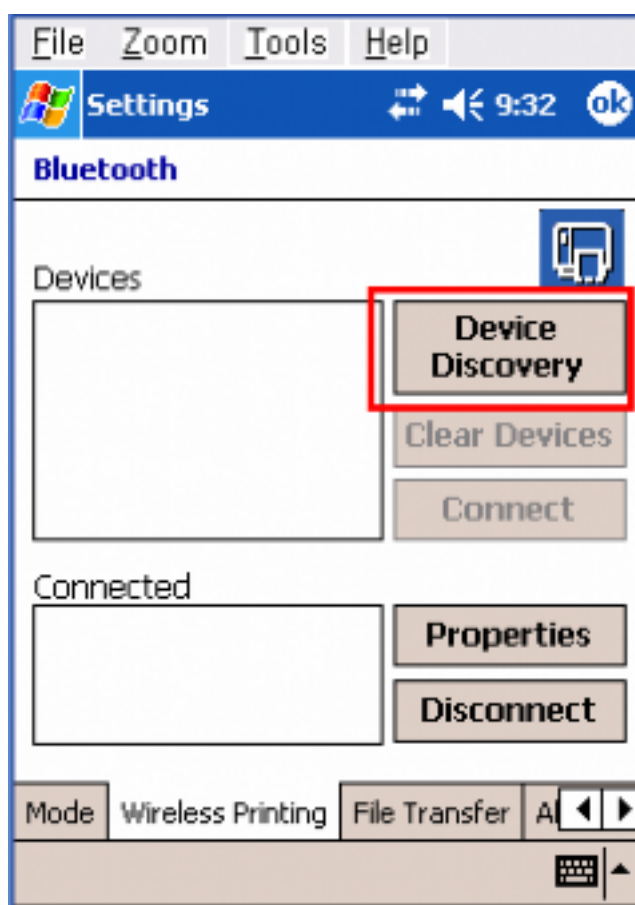 File Zoom Tools Help
Settings 9:32 ok
Bluetooth
Devices
Device
Discovery
Clear Devices
Connect
Connected
Properties
Disconnect
Mode Wireless Printing File Transfer